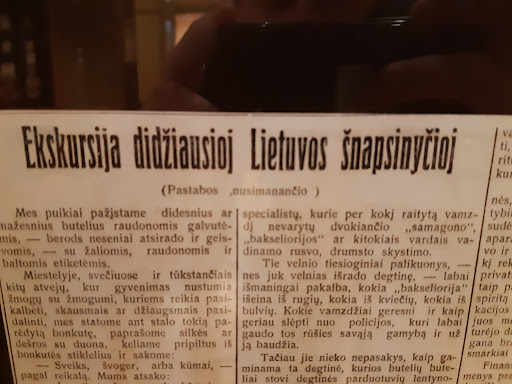 Ekskursija didžiausioj Lietuvos šnapsinyčioj
(Pastabos „nusimanančio)
Mes puikiai pažįstame didesnius ar
mažesnius butelius raudonomis galvutė-
mis, — berods neseniai atsirado ir gels-
vomis, — su žaliomis, raudonomis ir
baltomis etiketėmis.
Miestelyje, svečiuose ir tūkstančiais
kitų atvejų, kur gyvenimas nustumia
žmogų su žmogumi, kuriems reikia pasi-
kalbėti, skausmais ar džiaugsmais pasi-
dalinti, mes statome ant stalo tokią pa-
redytą bonkutę, paprašome silkės ar
dešros su duona, keliame pripiltus iš
bonkutės stiklelius ir sakome:
— Sveiks, švoger, arba kūmai, —
pagal reikalą. Mums atsako:
specialistų, kurie per kokį raitytą vamz-
dį nevarytų dvokiančio „samagono",
„bakseliorijos" ar kitokiais vardais va-
dinamo rusvo, drumsto skystimo.
Tie velnio tiesioginiai palikuonys, —
nes juk velnias išrado degtinę, — labai
išmaningai pakalba, kokia „bakseliorija"
išeina iš rugių, kokia iš kviečių, kokia iš
bulvių. Kokie vamzdžiai geresni ir kaip
geriau slėpti nuo policijos, kuri labai
gaudo tos rūšies savąją gamybą ir už
ją baudžia.
Tačiau jie nieko nepasakys, kaip ga-
minama ta degtinė, kurios butelių bute-
liai stovi degtinės parduotuvių lentyno-